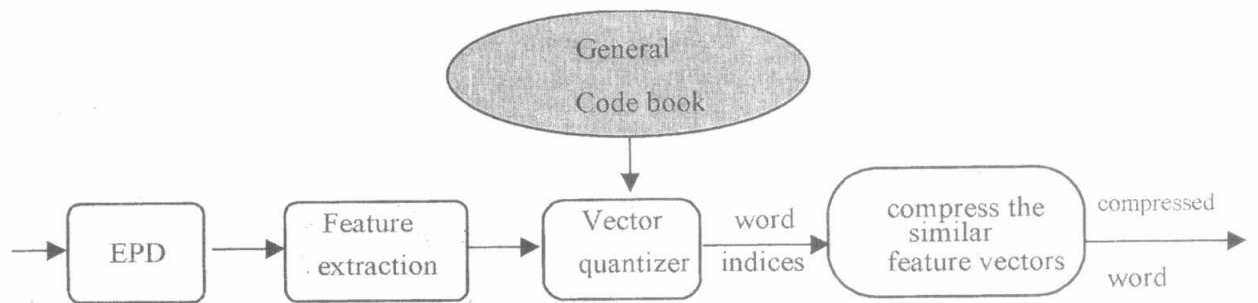 General
Code book
EPD
Feature
extraction
Vector
quantizer
word
indices
compress the
similar
feature vectors
compressed
word